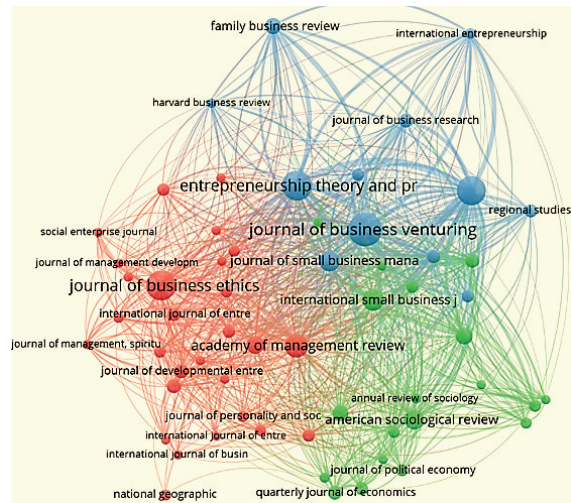 family business review
international entrepreneurship
harvard business review
journal of business research
entrepreneurship theory and pr
regional studies
journal of business venturing
social enterprise journal
journal of management developm
journal of small business mana
journal of business ethics
international small business j
international journal of entre
journal of management, spiritu
academy of management review
journal of developmental entre
annual review of sociology
journal of personality and soc
american sociological review
international journal of entre
international journal of busin
journal of political economy
national geographic
quarterly journal of economics